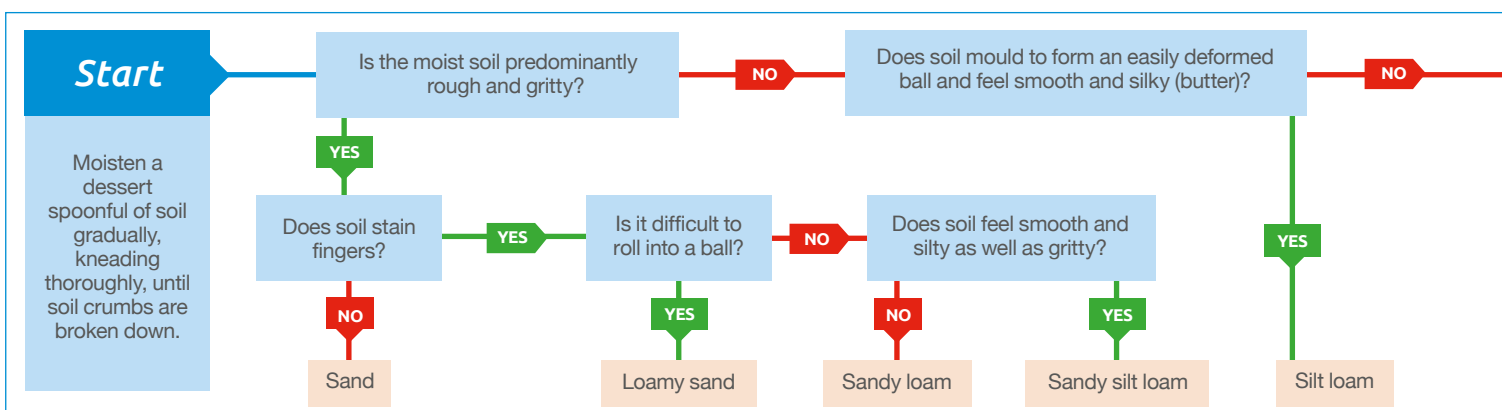 Start
Moisten a
dessert
spoonful of soil
gradually,
kneading
thoroughly, until
soil crumbs are
broken down.
Is the moist soil predominantly
rough and gritty?
NO
Does soil mould to form an easily deformed
ball and feel smooth and silky (butter)?
NO
YES
Does soil stain
fingers?
YES
Is it difficult to
roll into a ball?
NO
Does soil feel smooth and
silty as well as gritty?
YES
NO
YES
NO
YES
Sand
Loamy sand
Sandy loam
Sandy silt loam
Silt loam